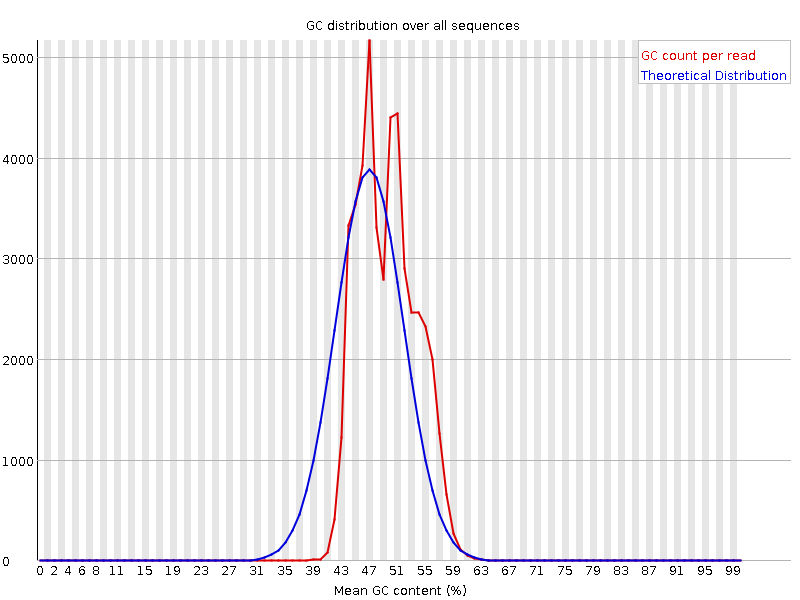 GC distribution over all sequences
GC count per read
Theoretical Distribution
5000
4000
3000
2000
1000
0
0 2 4 6 8 11 15 19 23 27 31 35 39 43 47 51 55 59 63 67 71 75 79 83 87 91 95 99
Mean GC content (%)